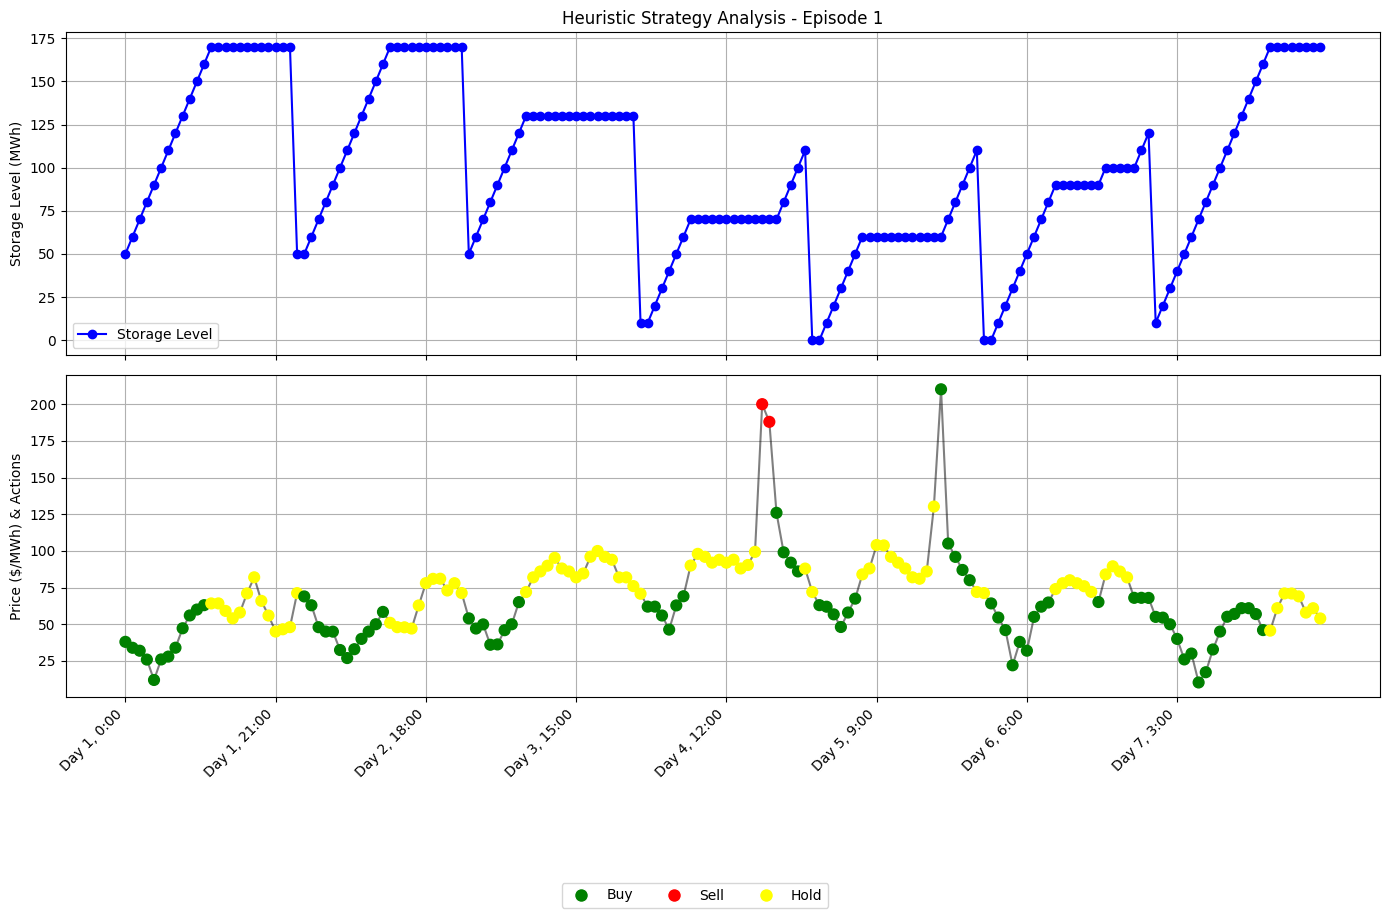 Heuristic Strategy Analysis - Episode 1
Storage Level (MWh)
175
150
125
100
75
50
25
0
Storage Level
Price ($/MWh) & Actions
200
175
150
125
100
75
50
25
Day 1, 0:00
Day 1, 21:00
Day 2, 18:00
Day 3, 15:00
Day 4, 12:00
Day 5, 9:00
Day 6, 6:00
Day 7, 3:00
Buy
Sell
Hold